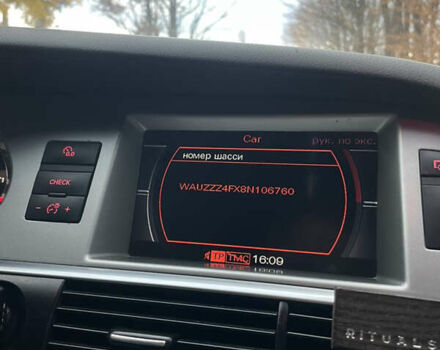 Car
рук. по экс.
номер шасси
WAUZZZ4FX8N106760
CHECK
TP TMC 16:09
RITUALS